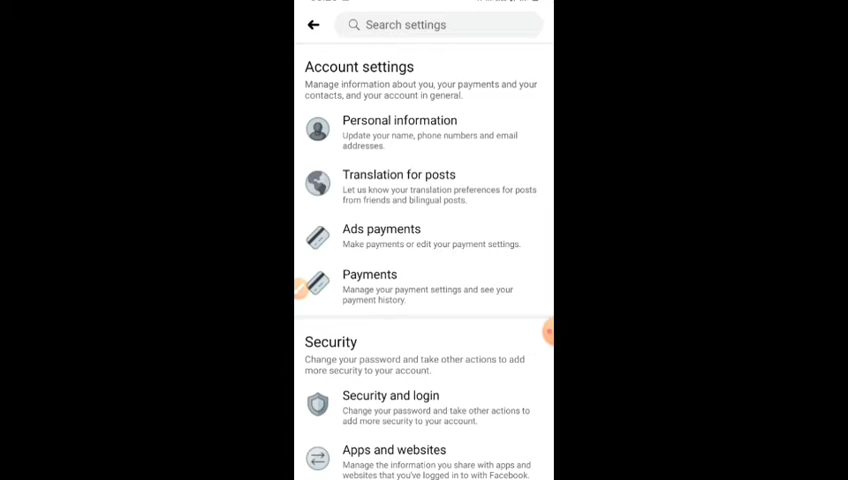 Search settings
Account settings
Manage information about you, your payments and your
contacts, and your account in general.
Personal information
Update your name, phone numbers and email
addresses.
Translation for posts
Let us know your translation preferences for posts
from friends and bilingual posts.
Ads payments
Make payments or edit your payment settings.
Payments
Manage your payment settings and see your
payment history.
Security
Change your password and take other actions to add
more security to your account.
Security and login
Change your password and take other actions to
add more security to your account.
Apps and websites
Manage the information you share with apps and
websites that you've logged in to with Facebook.